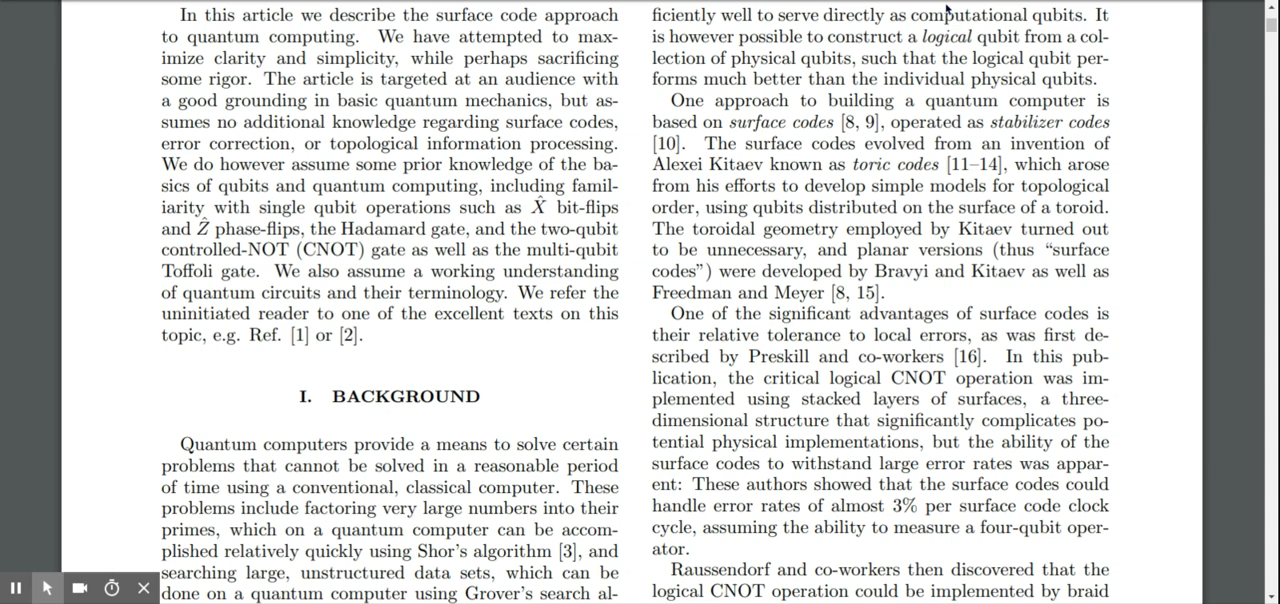 In this article we describe the surface code approach
to quantum computing. We have attempted to max-
imize clarity and simplicity, while perhaps sacrificing
some rigor. The article is targeted at an audience with
a good grounding in basic quantum mechanics, but as-
sumes no additional knowledge regarding surface codes,
error correction, or topological information processing.
We do however assume some prior knowledge of the ba-
sics of qubits and quantum computing, including famil-
iarity with single qubit operations such as X̂ bit-flips
and Ẑ phase-flips, the Hadamard gate, and the two-qubit
controlled-NOT (CNOT) gate as well as the multi-qubit
Toffoli gate. We also assume a working understanding
of quantum circuits and their terminology. We refer the
uninitiated reader to one of the excellent texts on this
topic, e.g. Ref. [1] or [2].
I. BACKGROUND
Quantum computers provide a means to solve certain
problems that cannot be solved in a reasonable period
of time using a conventional, classical computer. These
problems include factoring very large numbers into their
primes, which on a quantum computer can be accom-
plished relatively quickly using Shor's algorithm [3], and
searching large, unstructured data sets, which can be
done on a quantum computer using Grover's search al-
ficiently well to serve directly as computational qubits. It
is however possible to construct a logical qubit from a col-
lection of physical qubits, such that the logical qubit per-
forms much better than the individual physical qubits.
One approach to building a quantum computer is
based on surface codes [8, 9], operated as stabilizer codes
[10]. The surface codes evolved from an invention of
Alexei Kitaev known as toric codes [11–14], which arose
from his efforts to develop simple models for topological
order, using qubits distributed on the surface of a toroid.
The toroidal geometry employed by Kitaev turned out
to be unnecessary, and planar versions (thus “surface
codes”) were developed by Bravyi and Kitaev as well as
Freedman and Meyer [8, 15].
One of the significant advantages of surface codes is
their relative tolerance to local errors, as was first de-
scribed by Preskill and co-workers [16]. In this pub-
lication, the critical logical CNOT operation was im-
plemented using stacked layers of surfaces, a three-
dimensional structure that significantly complicates po-
tential physical implementations, but the ability of the
surface codes to withstand large error rates was appar-
ent: These authors showed that the surface codes could
handle error rates of almost 3% per surface code clock
cycle, assuming the ability to measure a four-qubit oper-
ator.
Raussendorf and co-workers then discovered that the
logical CNOT operation could be implemented by braid